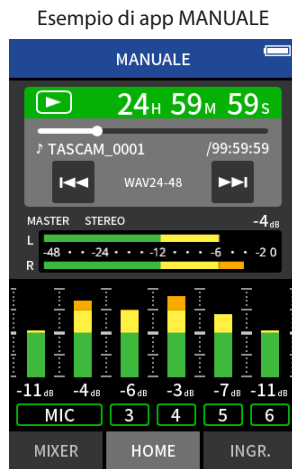 Esempio di app MANUALE
MANUALE
24H 59M 59s
♪ TASCAM_0001 /99:59:59
WAV24-48
MASTER STEREO -4dB
L
-48 · · -24 · · · -12 · · · -6 · · -2 0
R
-11dB -4dB -6dB -3dB -7dB -11dB
MIC 3 4 5 6
MIXER HOME INGR.